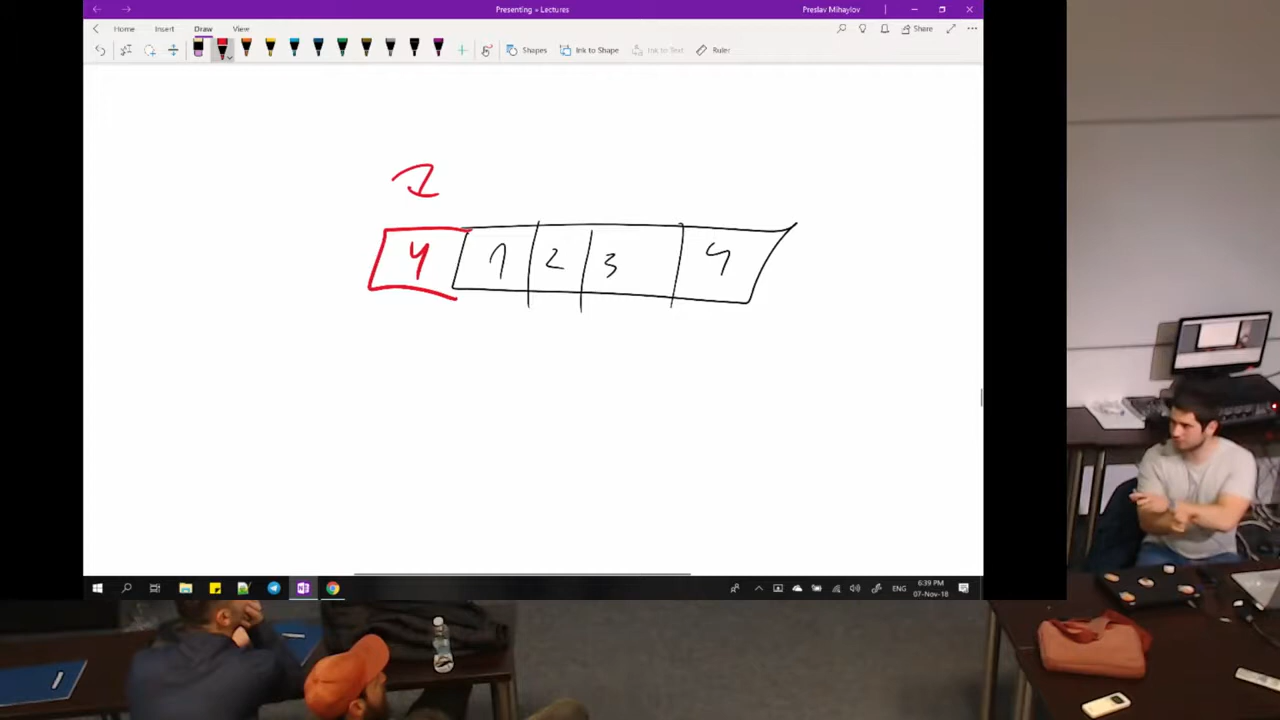 Presenting » Lectures
Preslav Mihaylov
Home Insert Draw View
Share
Shapes Ink to Shape Ink to Text Ruler
I
4 1 2 3 4
ENG
6:39 PM
07-Nov-18